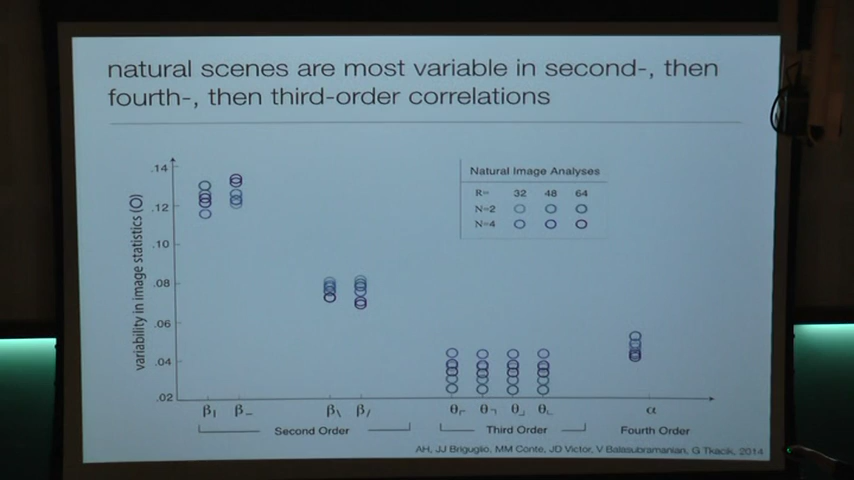 natural scenes are most variable in second-, then
fourth-, then third-order correlations
variability in image statistics (O)
.14
.12
.10
.08
.06
.04
.02
Natural Image Analyses
R= 32 48 64
N=2
N=4
β| β− β\ β/ θ⌜ θ⌝ θ⌟ θ⌞ α
Second Order Third Order Fourth Order
AH, JJ Briguglio, MM Conte, JD Victor, V Balasubramanian, G Tkacik, 2014